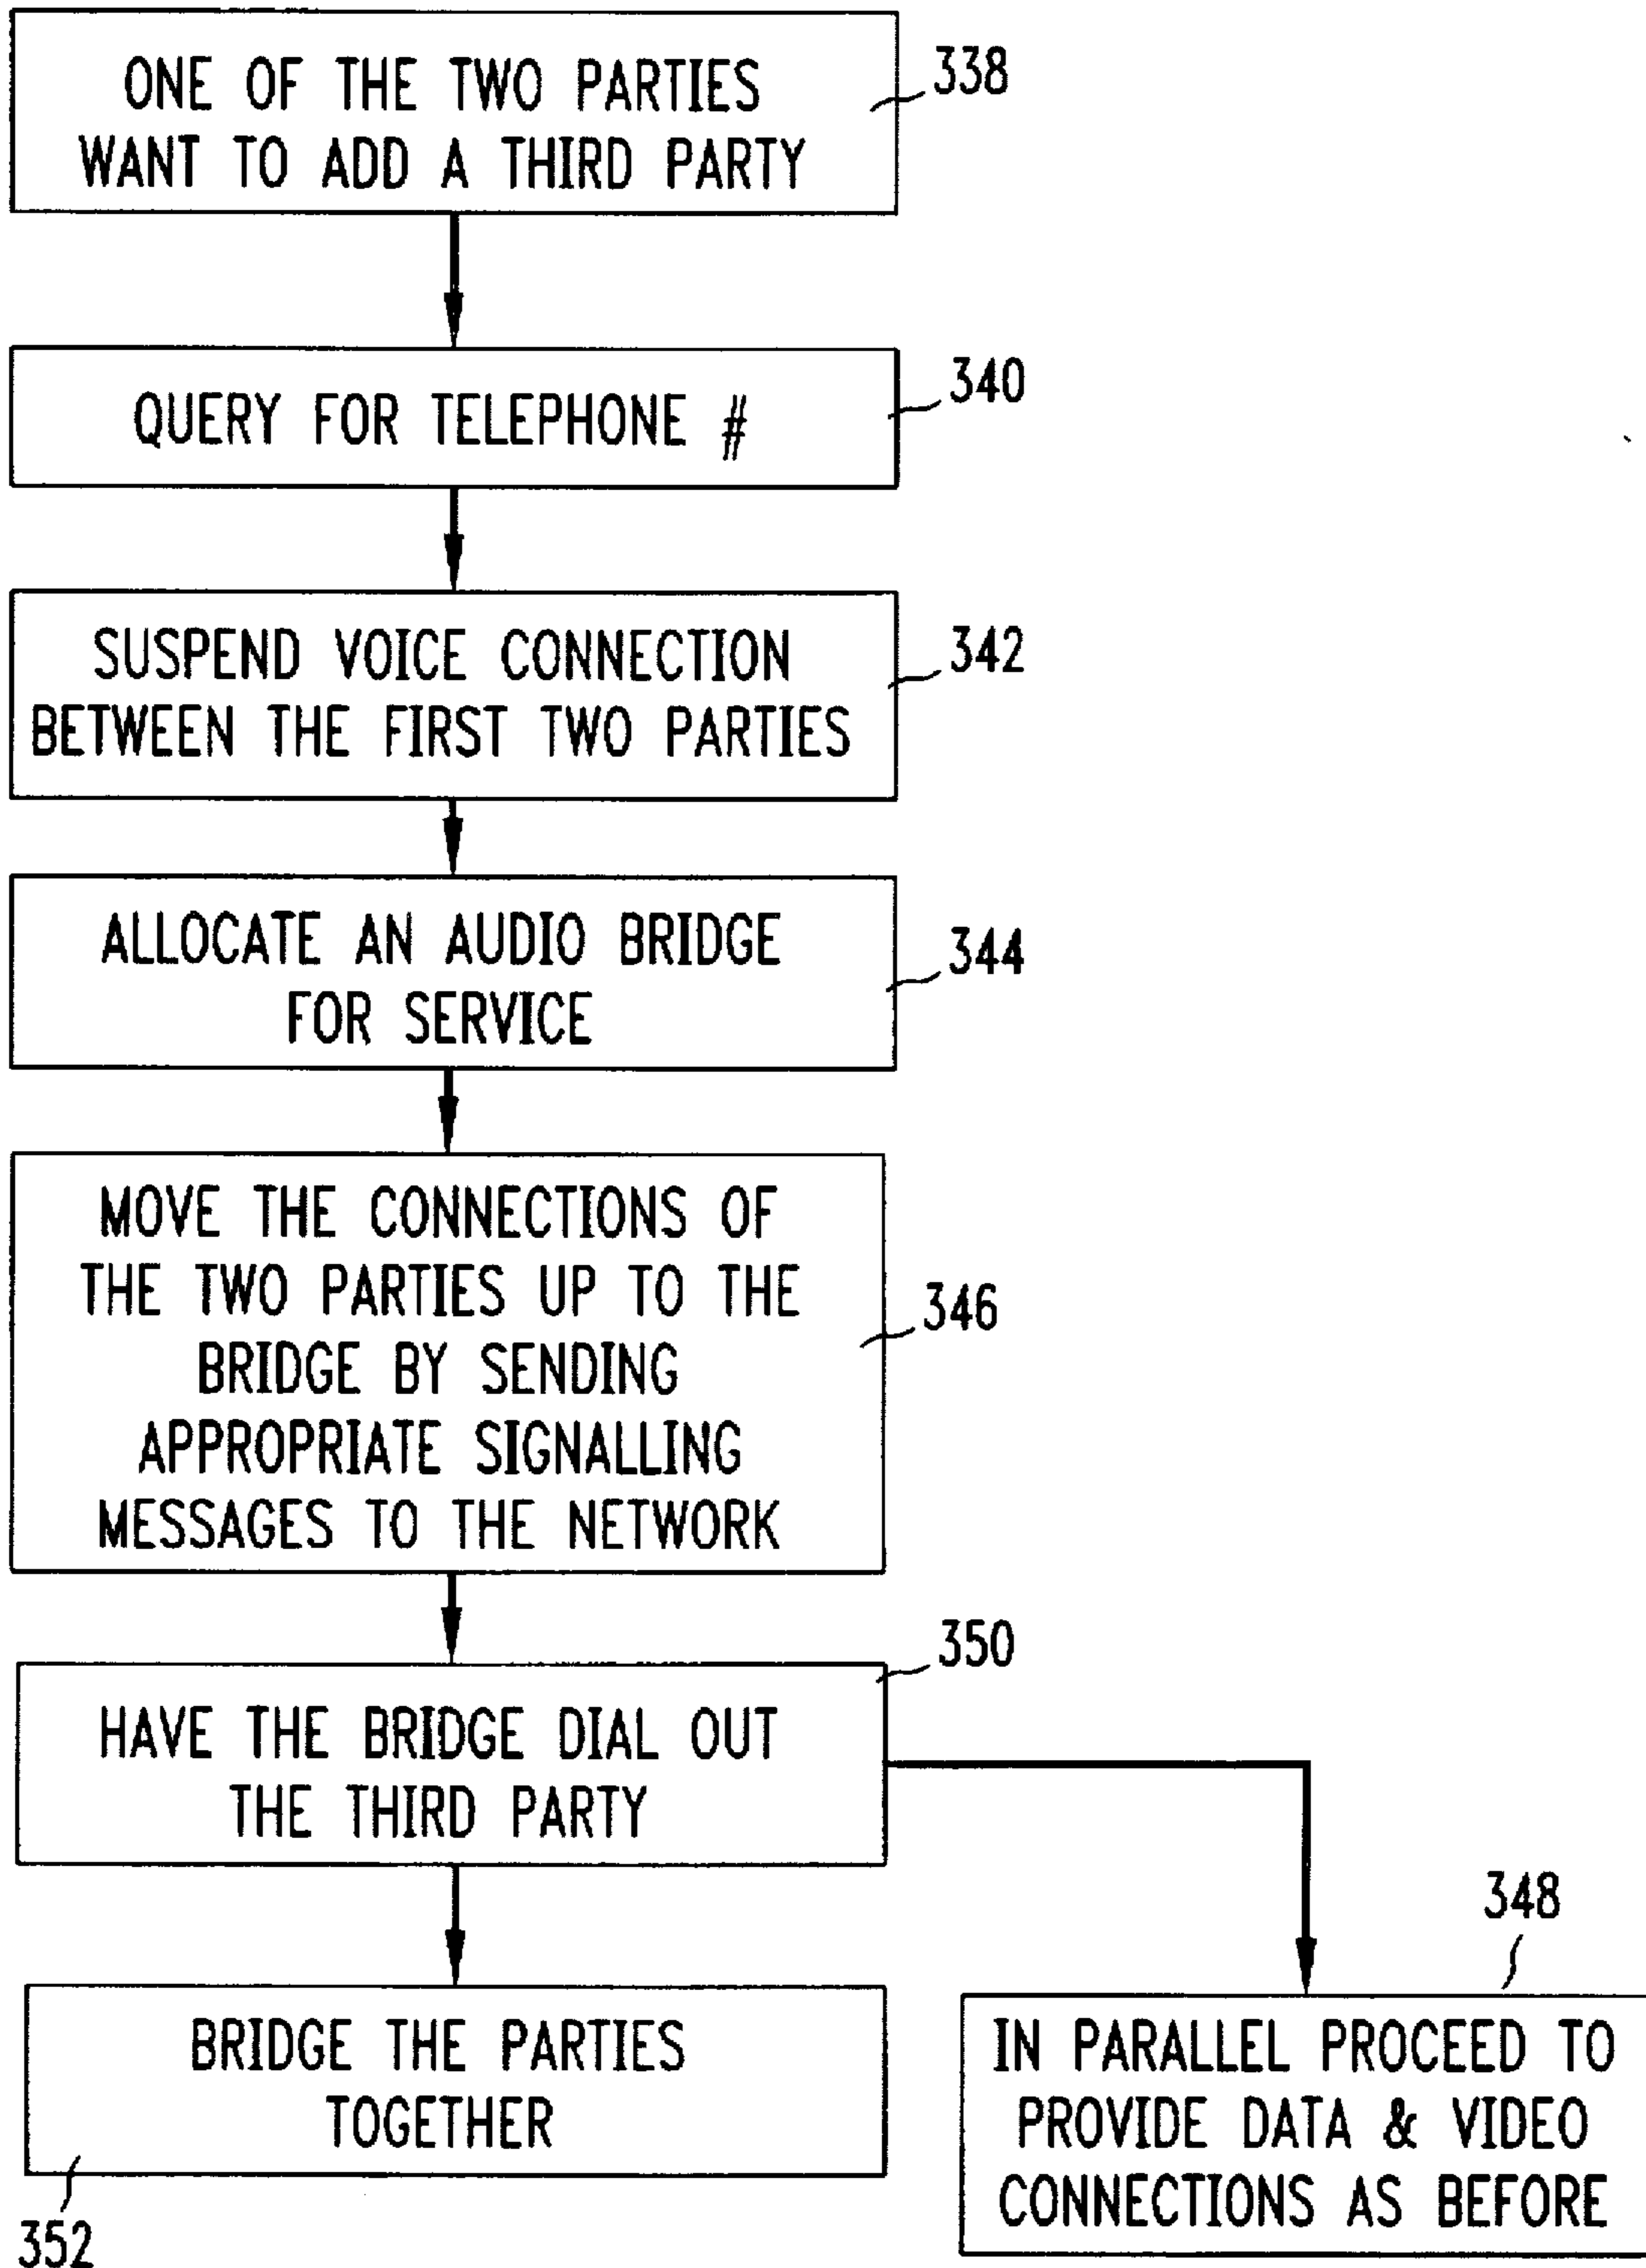 ONE OF THE TWO PARTIES
WANT TO ADD A THIRD PARTY
338
QUERY FOR TELEPHONE #
340
SUSPEND VOICE CONNECTION
BETWEEN THE FIRST TWO PARTIES
342
ALLOCATE AN AUDIO BRIDGE
FOR SERVICE
344
MOVE THE CONNECTIONS OF
THE TWO PARTIES UP TO THE
BRIDGE BY SENDING
APPROPRIATE SIGNALLING
MESSAGES TO THE NETWORK
346
350
HAVE THE BRIDGE DIAL OUT
THE THIRD PARTY
BRIDGE THE PARTIES
TOGETHER
352
348
IN PARALLEL PROCEED TO
PROVIDE DATA & VIDEO
CONNECTIONS AS BEFORE